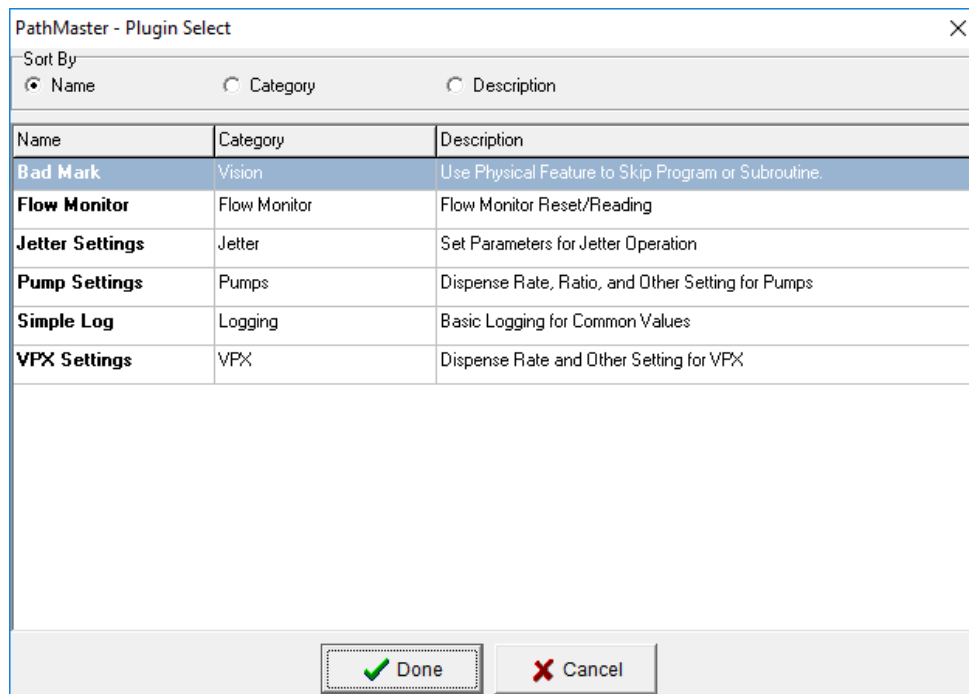 PathMaster - Plugin Select
Sort By
Name Category Description
Name Category Description
Bad Mark Vision Use Physical Feature to Skip Program or Subroutine.
Flow Monitor Flow Monitor Flow Monitor Reset/Reading
Jetter Settings Jetter Set Parameters for Jetter Operation
Pump Settings Pumps Dispense Rate, Ratio, and Other Setting for Pumps
Simple Log Logging Basic Logging for Common Values
VPX Settings VPX Dispense Rate and Other Setting for VPX
Done Cancel